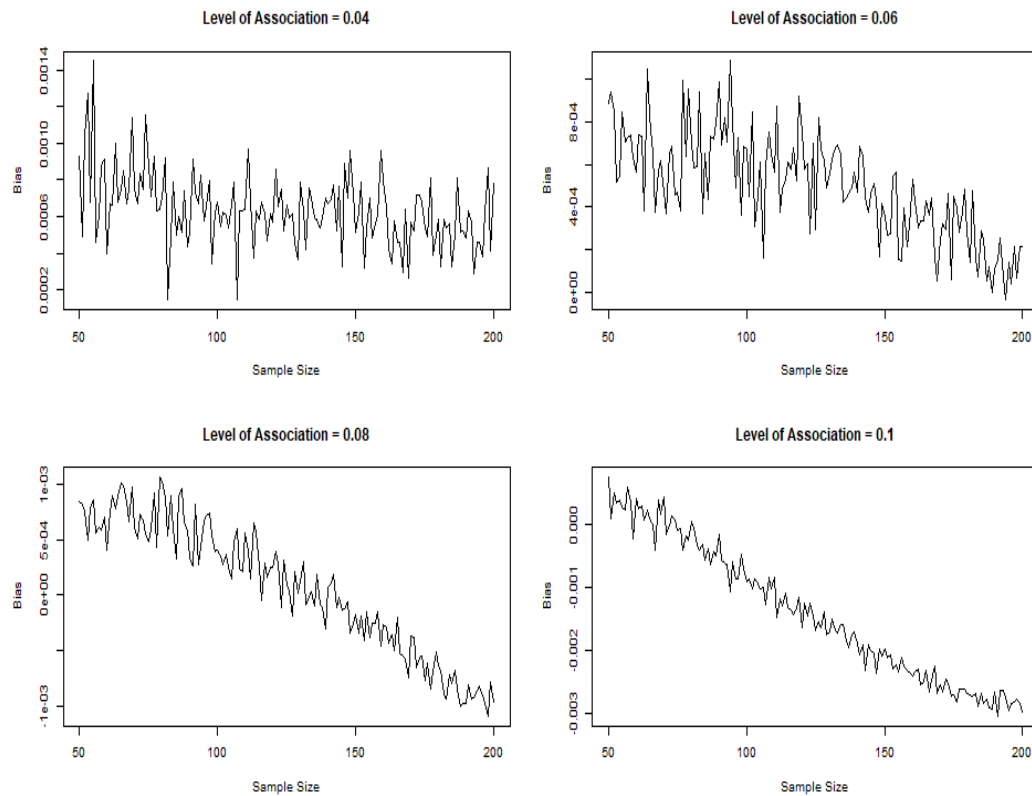 Level of Association = 0.04
Bias
0.0002
0.0006
0.0010
0.0014
50
100
150
200
Sample Size
Level of Association = 0.06
Bias
0e+00
4e-04
8e-04
50
100
150
200
Sample Size
Level of Association = 0.08
Bias
-1e-03
0e+00
5e-04
1e-03
50
100
150
200
Sample Size
Level of Association = 0.1
Bias
-0.003
-0.002
-0.001
0.000
50
100
150
200
Sample Size